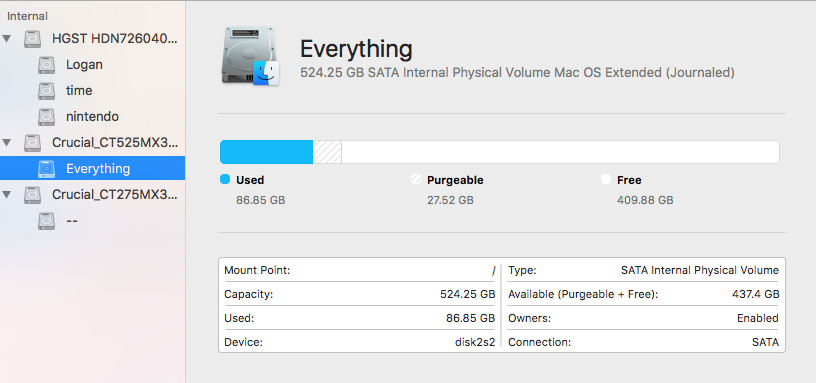 Internal
HGST HDN726040...
Logan
time
nintendo
Crucial_CT525MX3...
Everything
Crucial_CT275MX3...
--
Everything
524.25 GB SATA Internal Physical Volume Mac OS Extended (Journaled)
Used
86.85 GB
Purgeable
27.52 GB
Free
409.88 GB
Mount Point: /
Type: SATA Internal Physical Volume
Capacity: 524.25 GB
Available (Purgeable + Free): 437.4 GB
Used: 86.85 GB
Owners: Enabled
Device: disk2s2
Connection: SATA